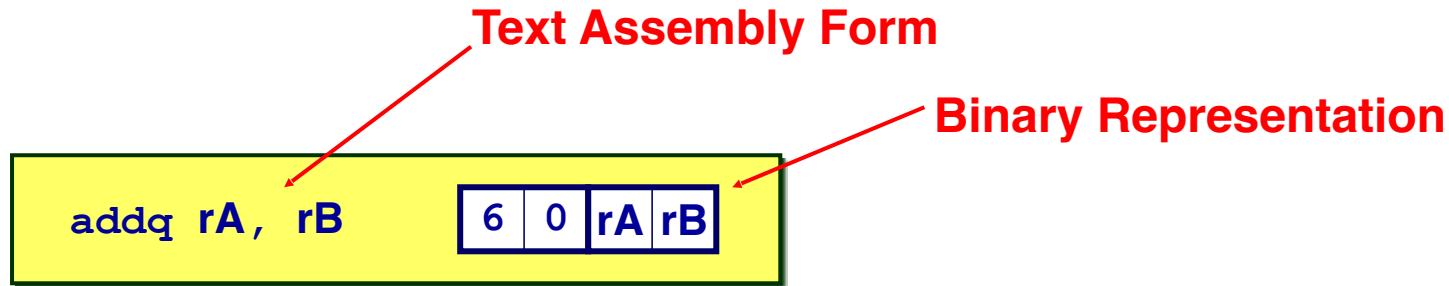 Text Assembly Form
Binary Representation
addq rA, rB 6 0 rA rB